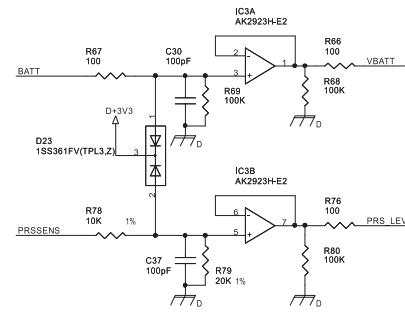 IC3A
AK2923H-E2
R67
100
C30
100pF
R66
100
BATT
2
-
1
VBATT
3
+
R69
100K
R68
100K
D+3V3
1
D
D
D23
1SS361FV(TPL3,Z)
3
IC3B
AK2923H-E2
2
R78
10K 1%
R76
100
6
-
7
PRS_LEV
PRSSENS
5
+
C37
100pF
R79
20K 1%
R80
100K
D
D